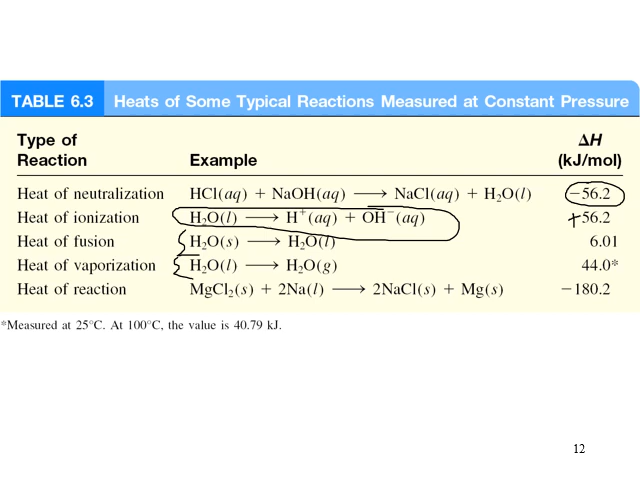 TABLE 6.3 Heats of Some Typical Reactions Measured at Constant Pressure
Type of Reaction Example ΔH (kJ/mol)
Heat of neutralization HCl(aq) + NaOH(aq) ⟶ NaCl(aq) + H₂O(l) −56.2
Heat of ionization H₂O(l) ⟶ H⁺(aq) + OH⁻(aq) +56.2
Heat of fusion H₂O(s) ⟶ H₂O(l) 6.01
Heat of vaporization H₂O(l) ⟶ H₂O(g) 44.0*
Heat of reaction MgCl₂(s) + 2Na(l) ⟶ 2NaCl(s) + Mg(s) −180.2
*Measured at 25°C. At 100°C, the value is 40.79 kJ.
12